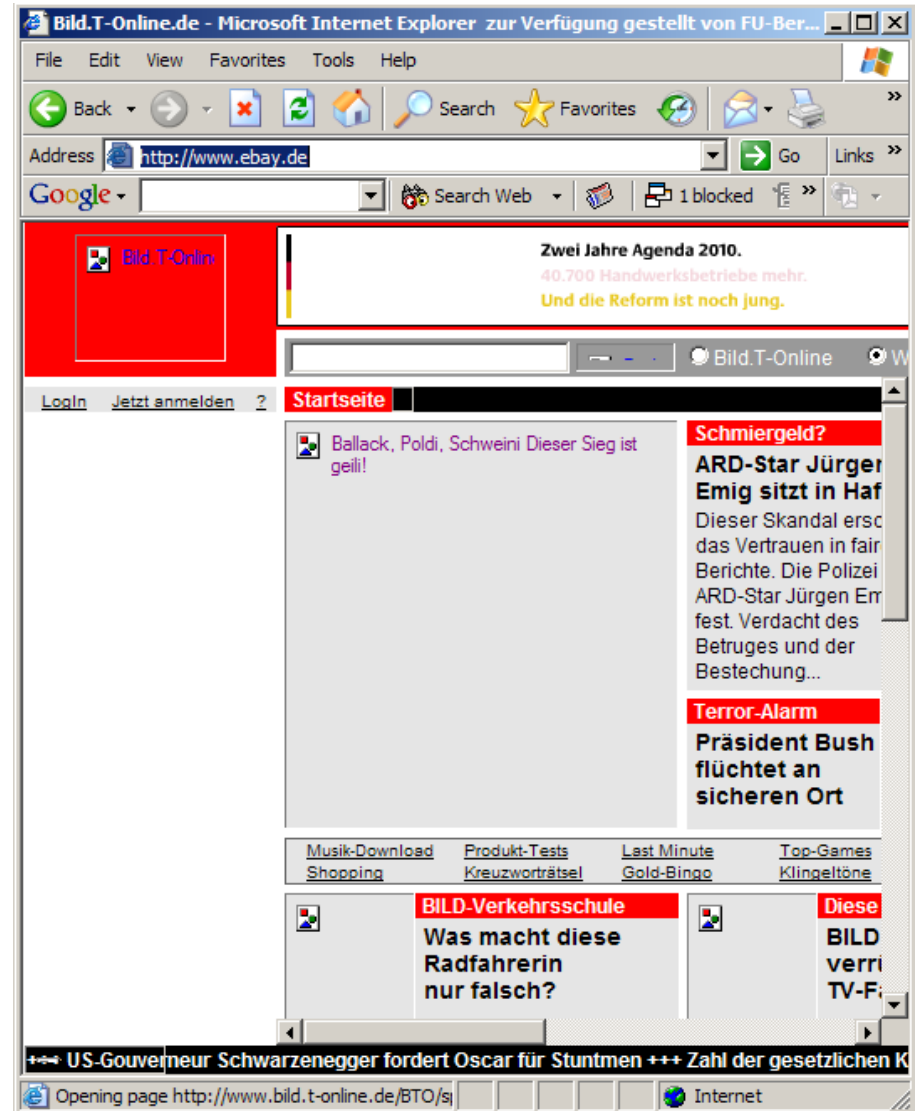 Bild.T-Online.de - Microsoft Internet Explorer zur Verfügung gestellt von FU-Ber...
File Edit View Favorites Tools Help
Back Search Favorites »
Address http://www.ebay.de Go Links »
Google Search Web 1 blocked »
Bild.T-Onlin
Zwei Jahre Agenda 2010.
40.700 Handwerksbetriebe mehr.
Und die Reform ist noch jung.
Bild.T-Online W
LogIn Jetzt anmelden ?
Startseite
Ballack, Poldi, Schweini Dieser Sieg ist
geili!
Schmiergeld?
ARD-Star Jürger
Emig sitzt in Haf
Dieser Skandal ersc
das Vertrauen in fair
Berichte. Die Polizei
ARD-Star Jürgen Em
fest. Verdacht des
Betruges und der
Bestechung...
Terror-Alarm
Präsident Bush
flüchtet an
sicheren Ort
Musik-Download Produkt-Tests Last Minute Top-Games
Shopping Kreuzworträtsel Gold-Bingo Klingeltöne
BILD-Verkehrsschule
Was macht diese
Radfahrerin
nur falsch?
Diese
BILD
verrü
TV-Fa
+++ US-Gouverneur Schwarzenegger fordert Oscar für Stuntmen +++ Zahl der gesetzlichen K
Opening page http://www.bild.t-online.de/BTO/s Internet